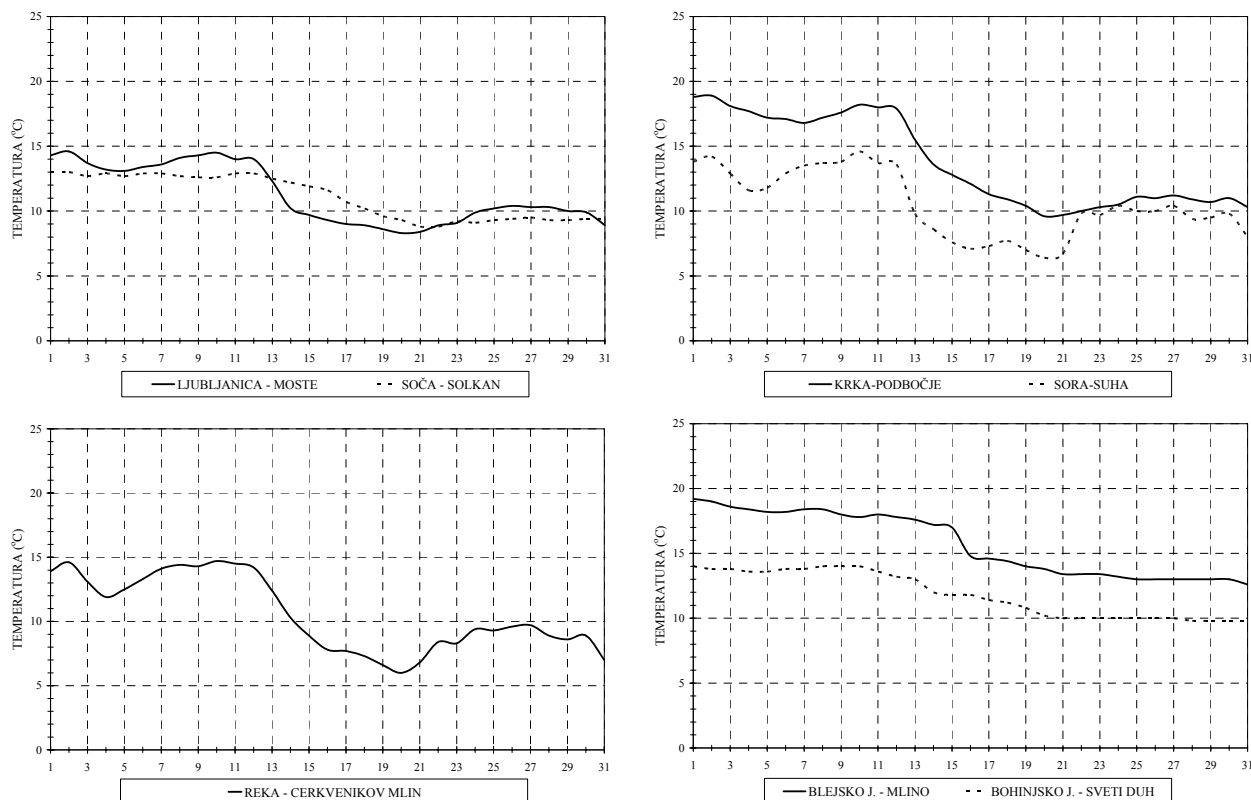 25
20
15
10
5
0
TEMPERATURA (°C)
1 3 5 7 9 11 13 15 17 19 21 23 25 27 29 31
LJUBLJANICA - MOSTE SOČA - SOLKAN
25
20
15
10
5
0
TEMPERATURA (°C)
1 3 5 7 9 11 13 15 17 19 21 23 25 27 29 31
KRKA-PODBOČJE SORA-SUHA
25
20
15
10
5
0
TEMPERATURA (°C)
1 3 5 7 9 11 13 15 17 19 21 23 25 27 29 31
REKA - CERKVENIKOV MLIN
25
20
15
10
5
0
TEMPERATURA (°C)
1 3 5 7 9 11 13 15 17 19 21 23 25 27 29 31
BLEJSKO J. - MLINO BOHINJSKO J. - SVETI DUH